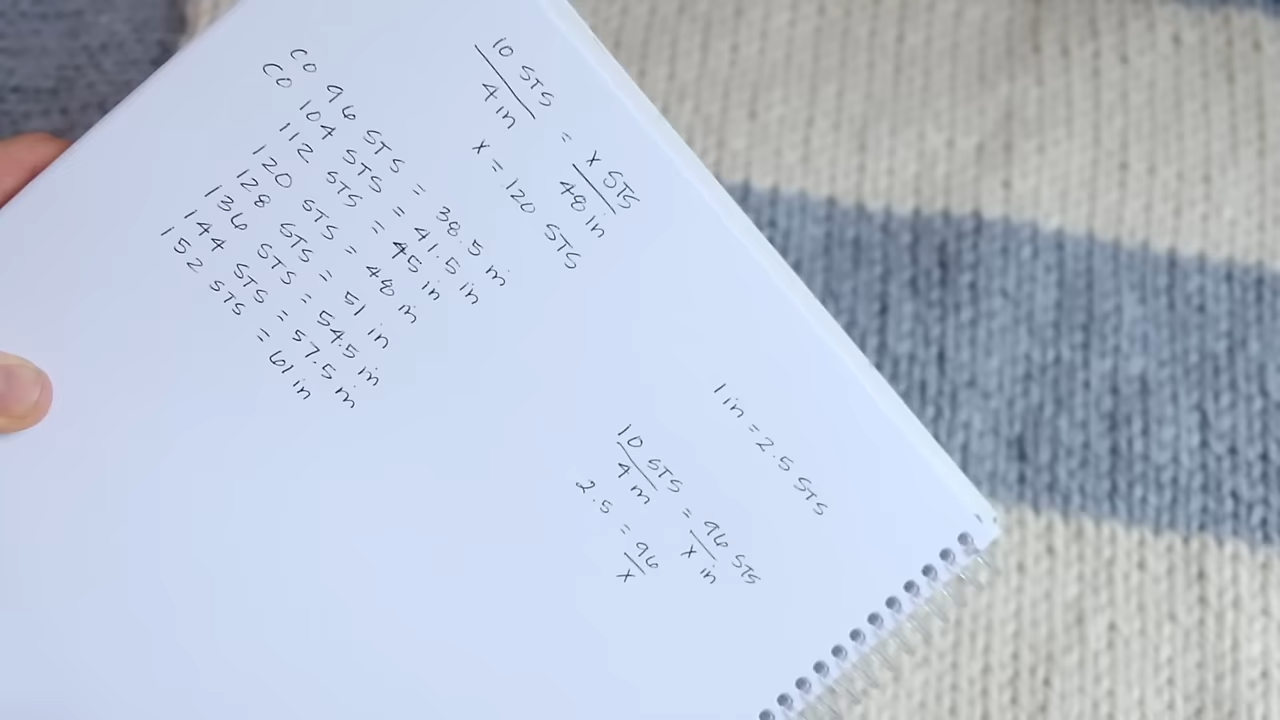 CO 96 STS = 38.5 in
CO 104 STS = 41.5 in
112 STS = 45 in
120 STS = 48 in
128 STS = 51 in
136 STS = 54.5 in
144 STS = 57.5 in
152 STS = 61 in
10 STS / 4 in = x STS / 48 in
x = 120 STS
1 in = 2.5 STS
10 STS / 4 in = 96 STS / x in
2.5 = 96 / x